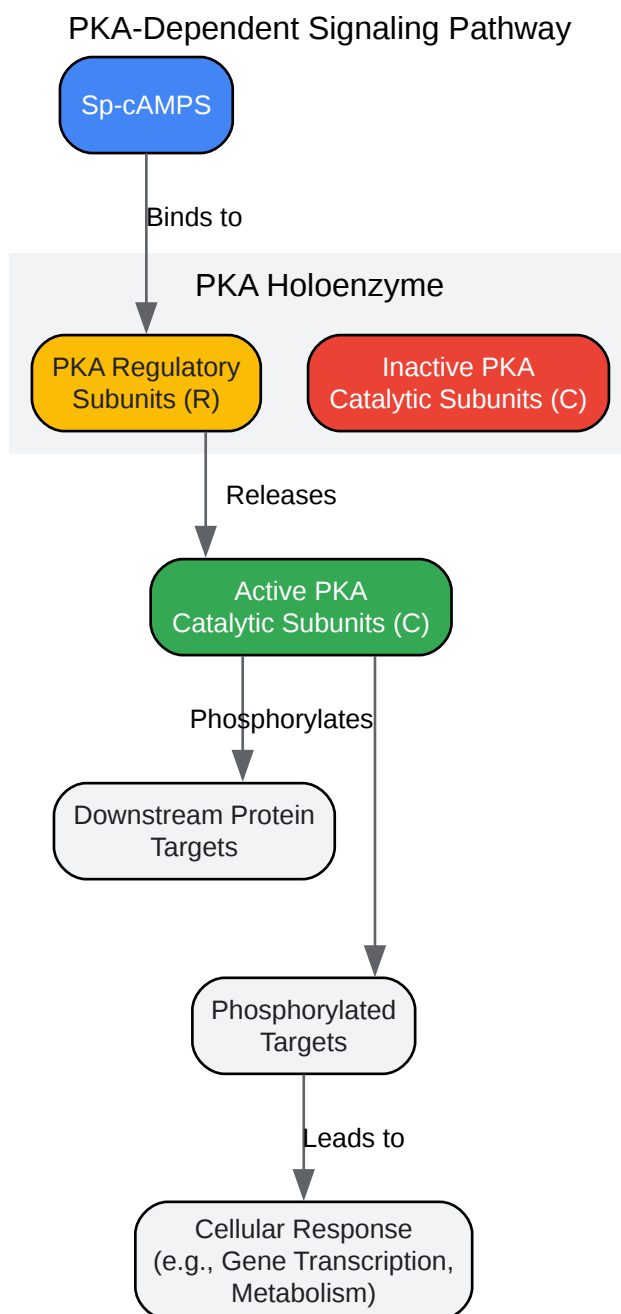 PKA-Dependent Signaling Pathway
Sp-cAMPS
Binds to
PKA Holoenzyme
PKA Regulatory
Subunits (R)
Inactive PKA
Catalytic Subunits (C)
Releases
Active PKA
Catalytic Subunits (C)
Phosphorylates
Downstream Protein
Targets
Phosphorylated
Targets
Leads to
Cellular Response
(e.g., Gene Transcription,
Metabolism)